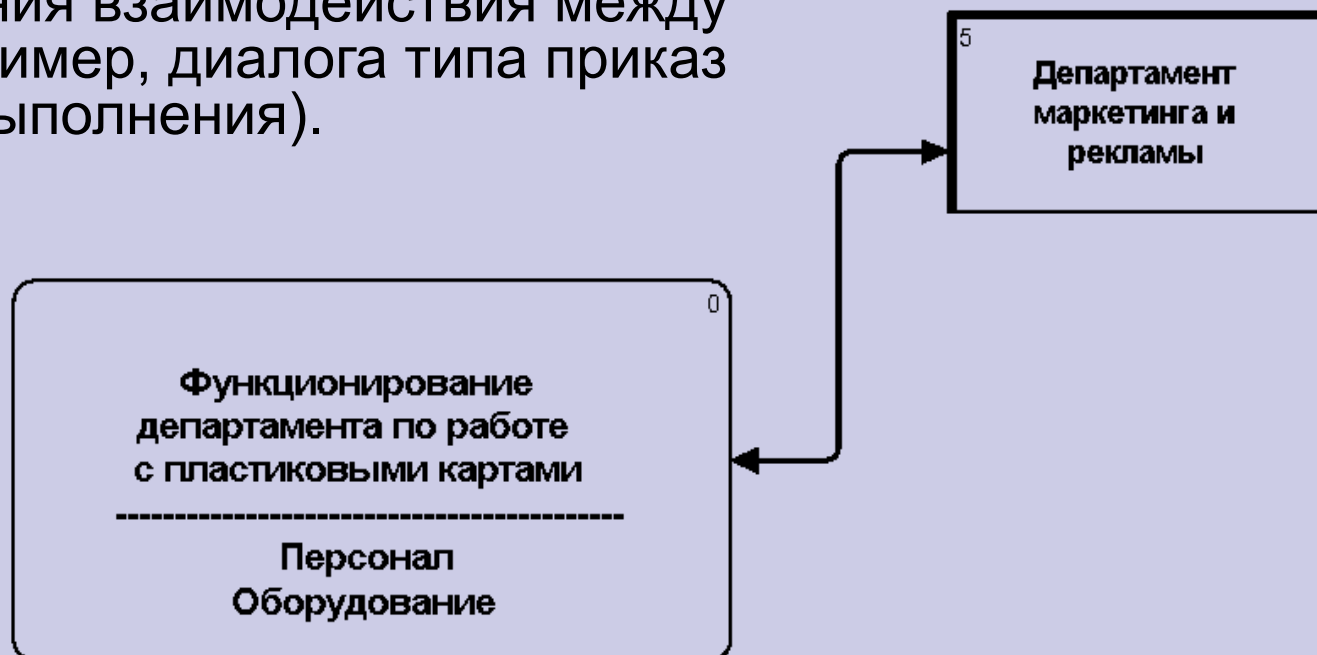 ния взаимодействия между
имер, диалога типа приказ
ыполнения).
5
Департамент
маркетинга и
рекламы
0
Функционирование
департамента по работе
с пластиковыми картами
-------------------------------------------
Персонал
Оборудование